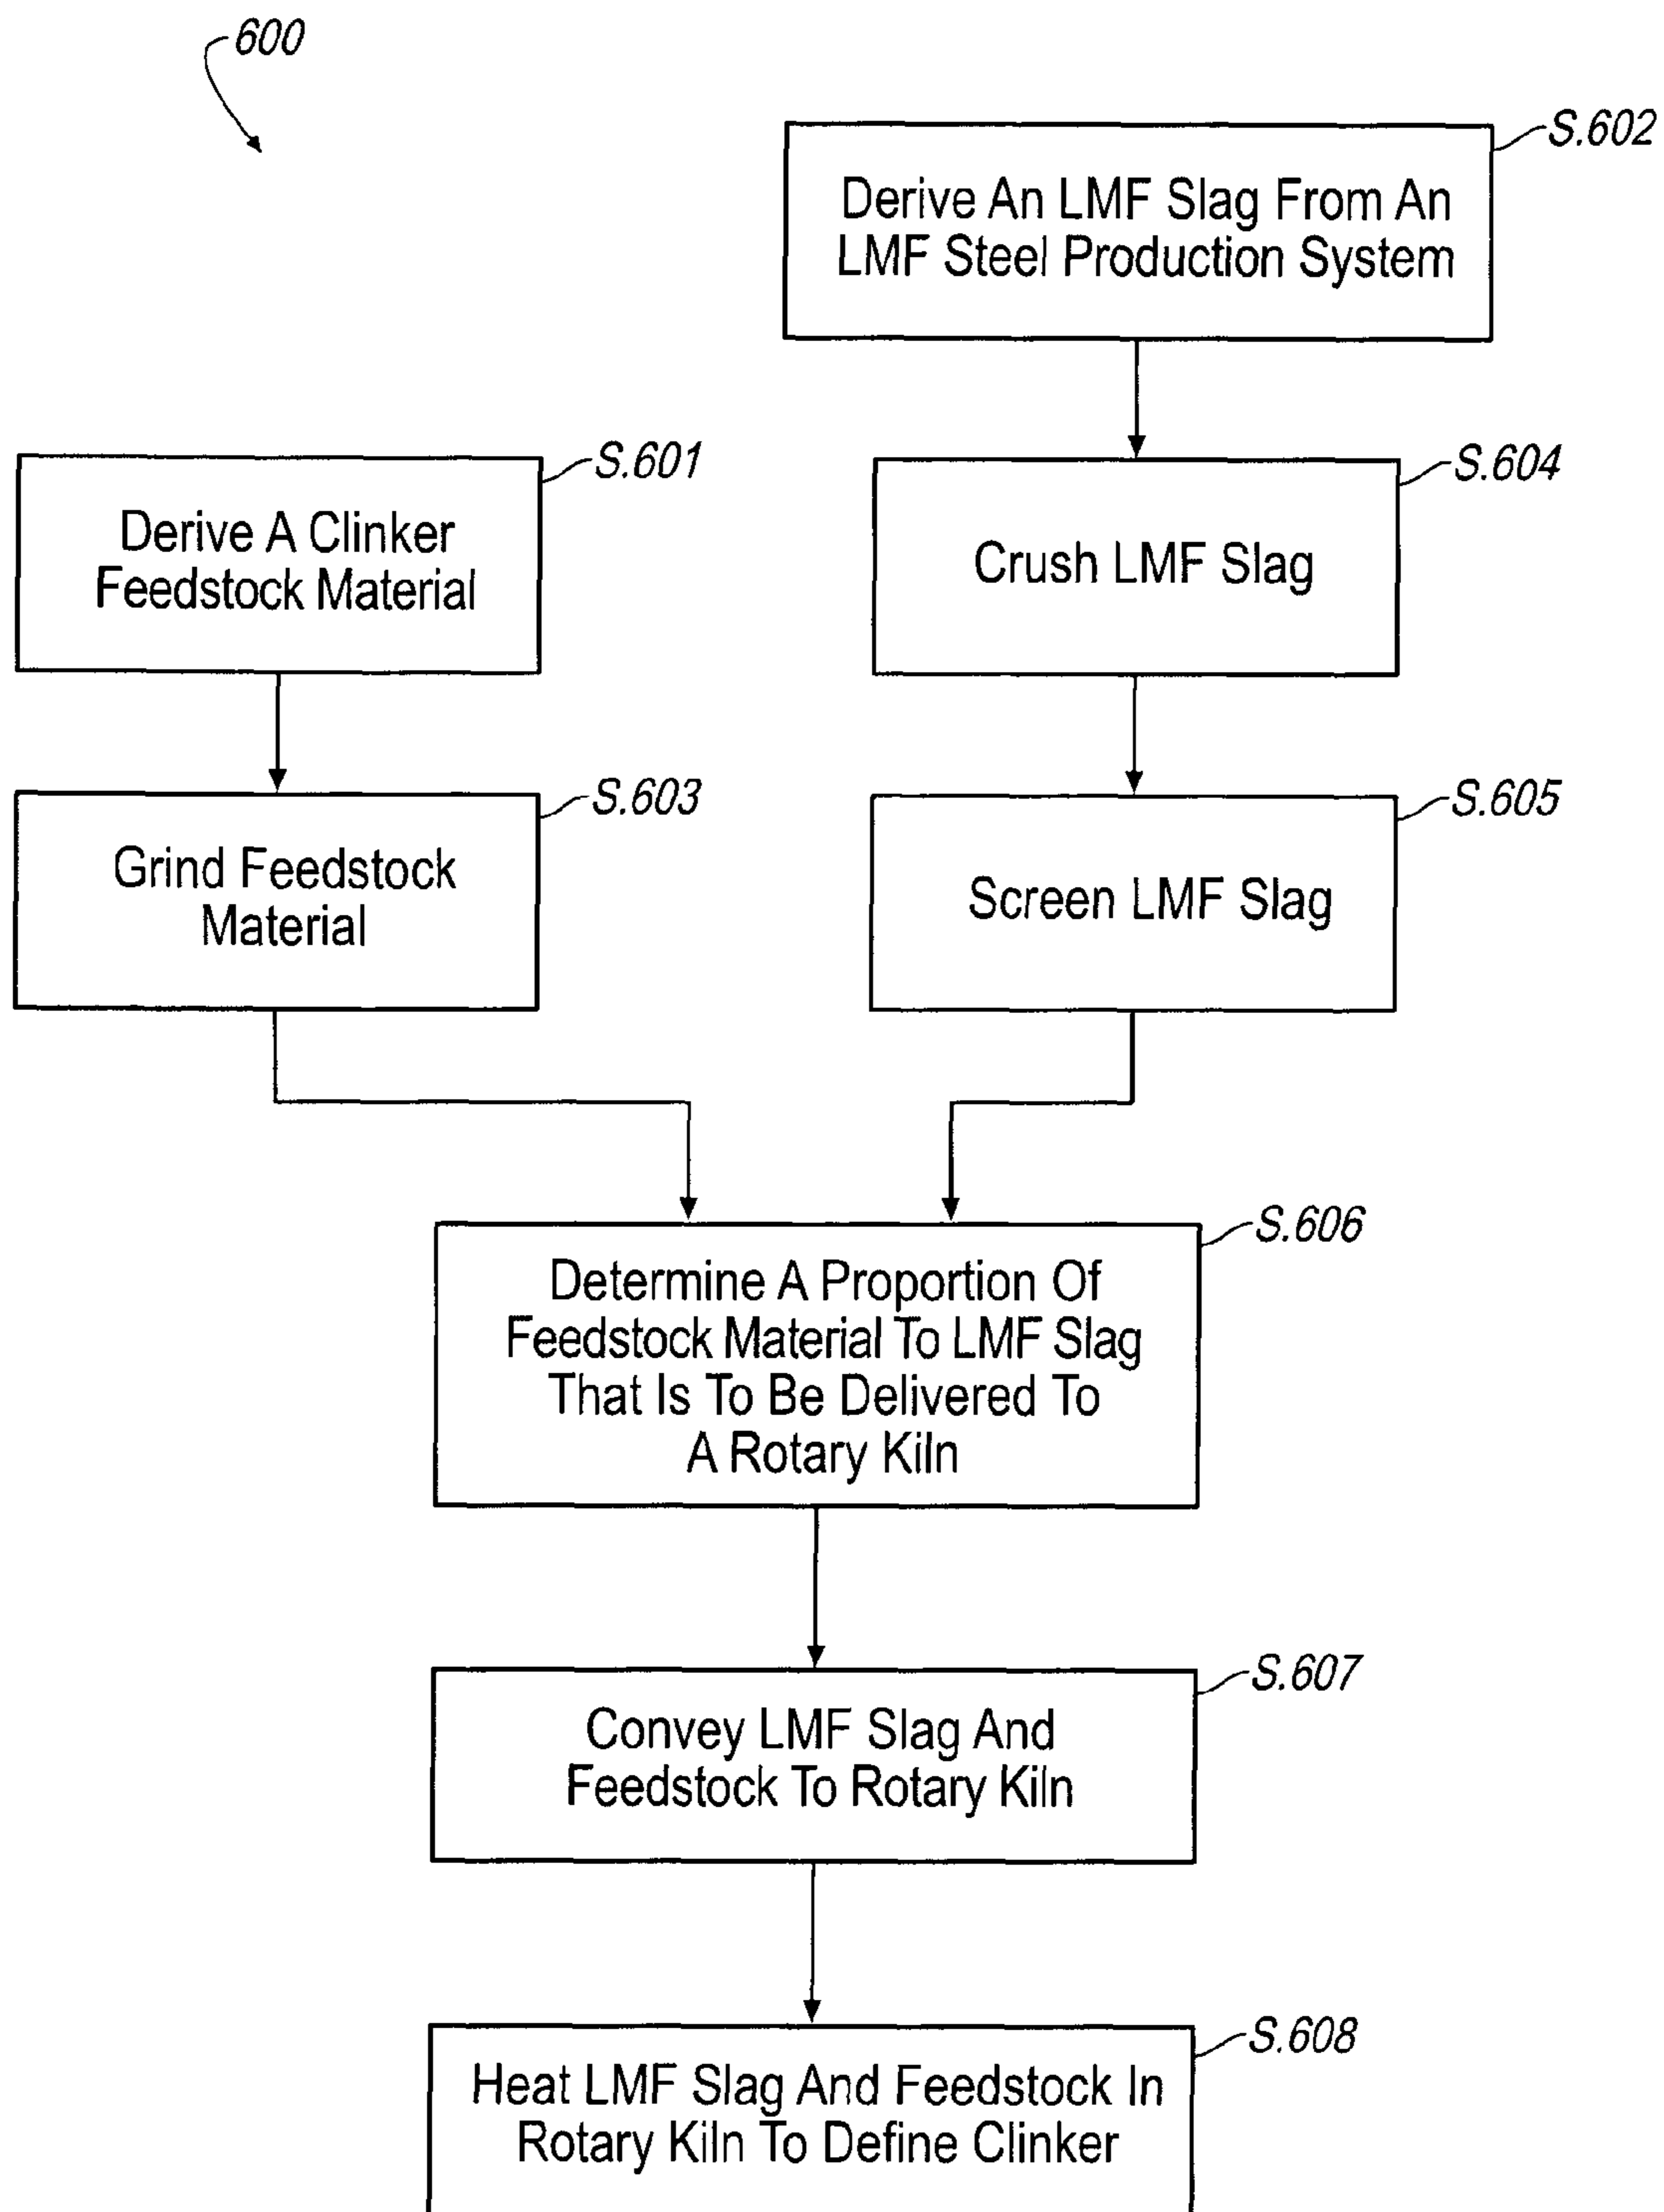 600
S.602
Derive An LMF Slag From An
LMF Steel Production System
S.601
Derive A Clinker
Feedstock Material
S.604
Crush LMF Slag
S.603
Grind Feedstock
Material
S.605
Screen LMF Slag
S.606
Determine A Proportion Of
Feedstock Material To LMF Slag
That Is To Be Delivered To
A Rotary Kiln
S.607
Convey LMF Slag And
Feedstock To Rotary Kiln
S.608
Heat LMF Slag And Feedstock In
Rotary Kiln To Define Clinker